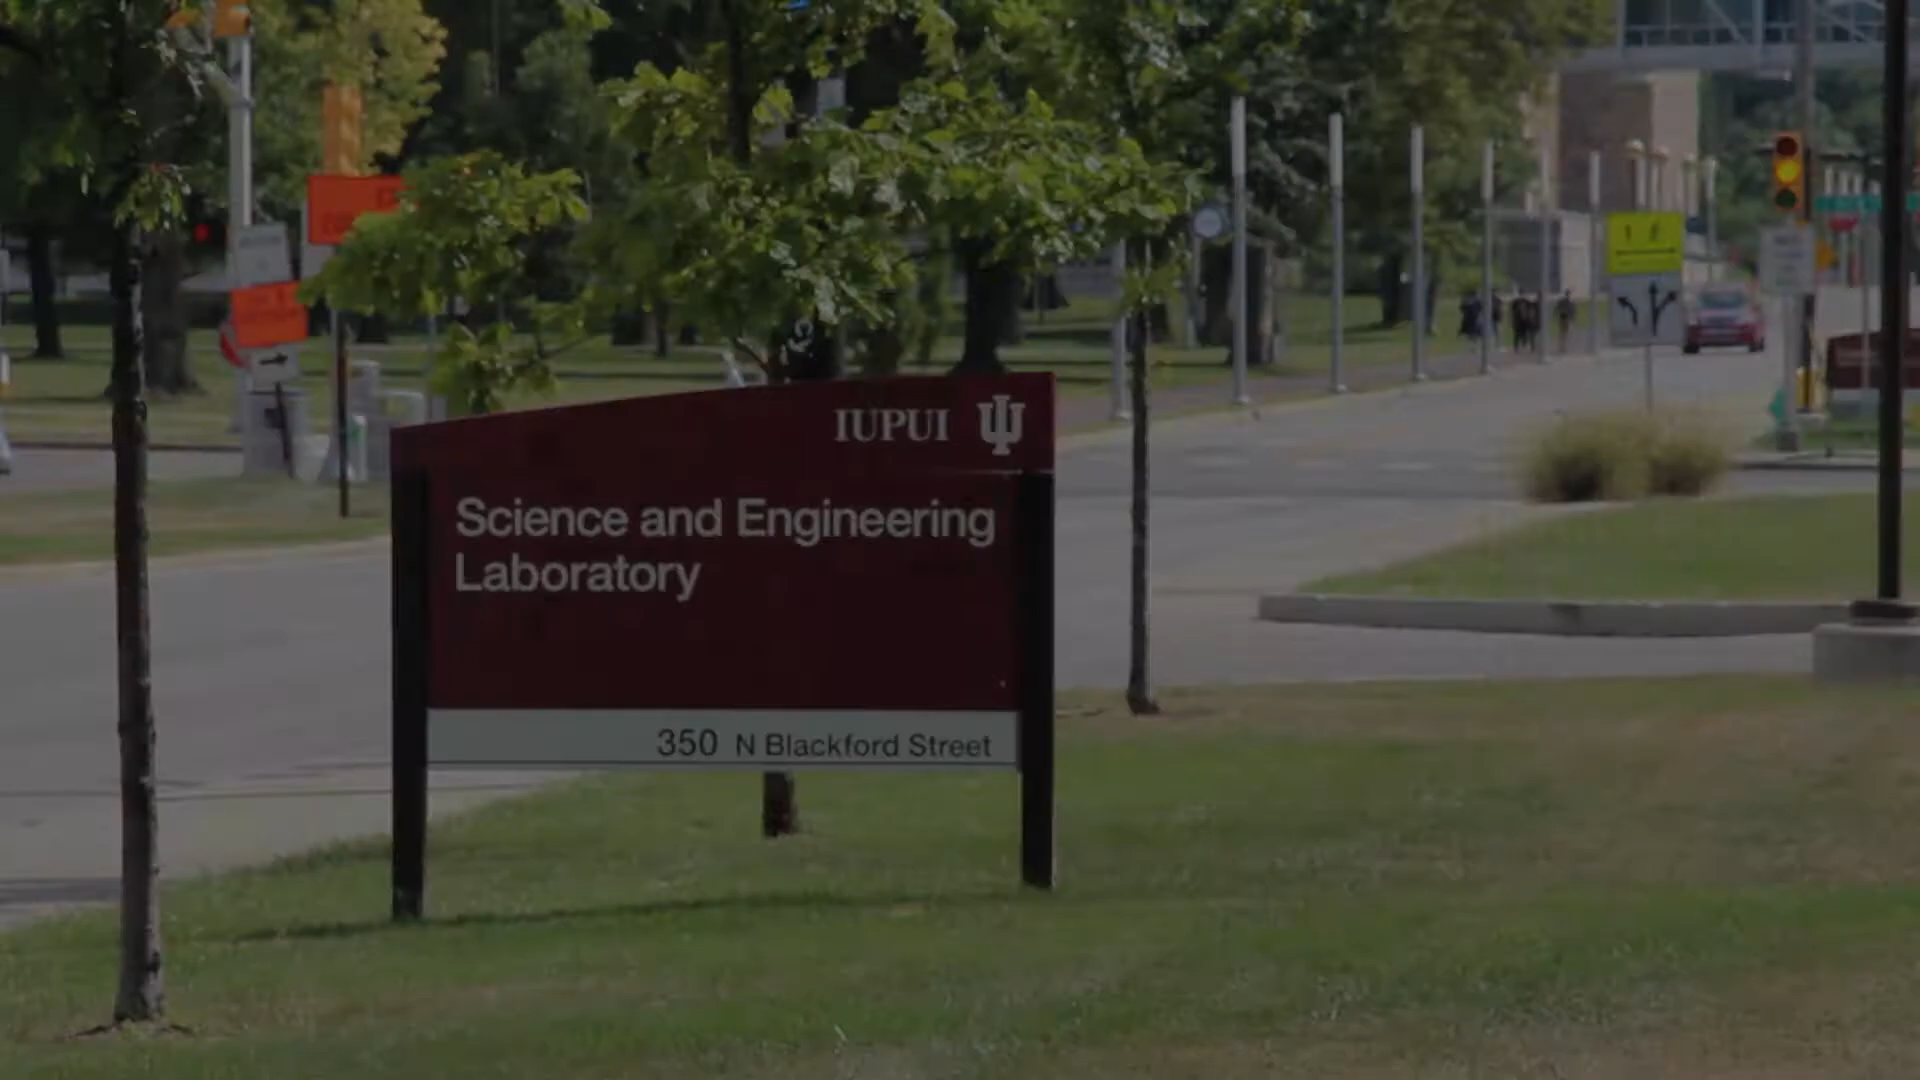 IUPUI
Science and Engineering
Laboratory
350 N Blackford Street